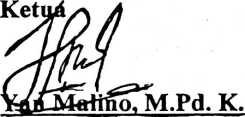 Ketua
Yan Malino, M.Pd. K.